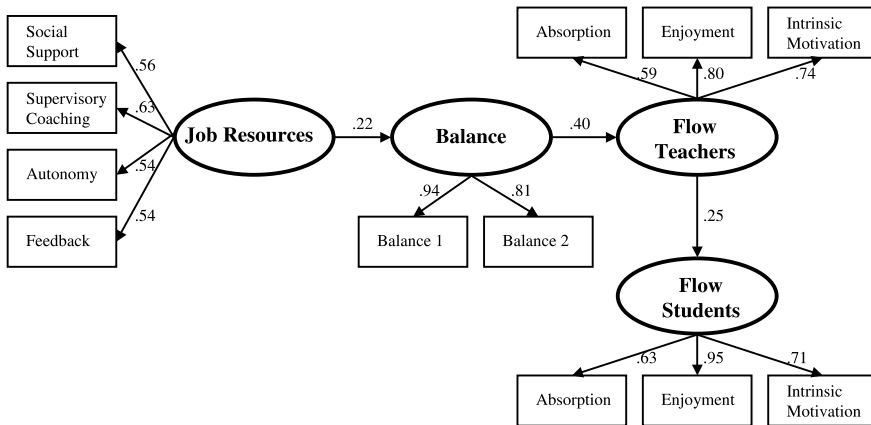 Social
Support
Supervisory
Coaching
Autonomy
Feedback
.56
.63
.54
.54
Job Resources
.22
Balance
.94
.81
Balance 1
Balance 2
.40
Absorption
Enjoyment
Intrinsic
Motivation
.59
.80
.74
Flow
Teachers
.25
Flow
Students
.63
.95
.71
Absorption
Enjoyment
Intrinsic
Motivation